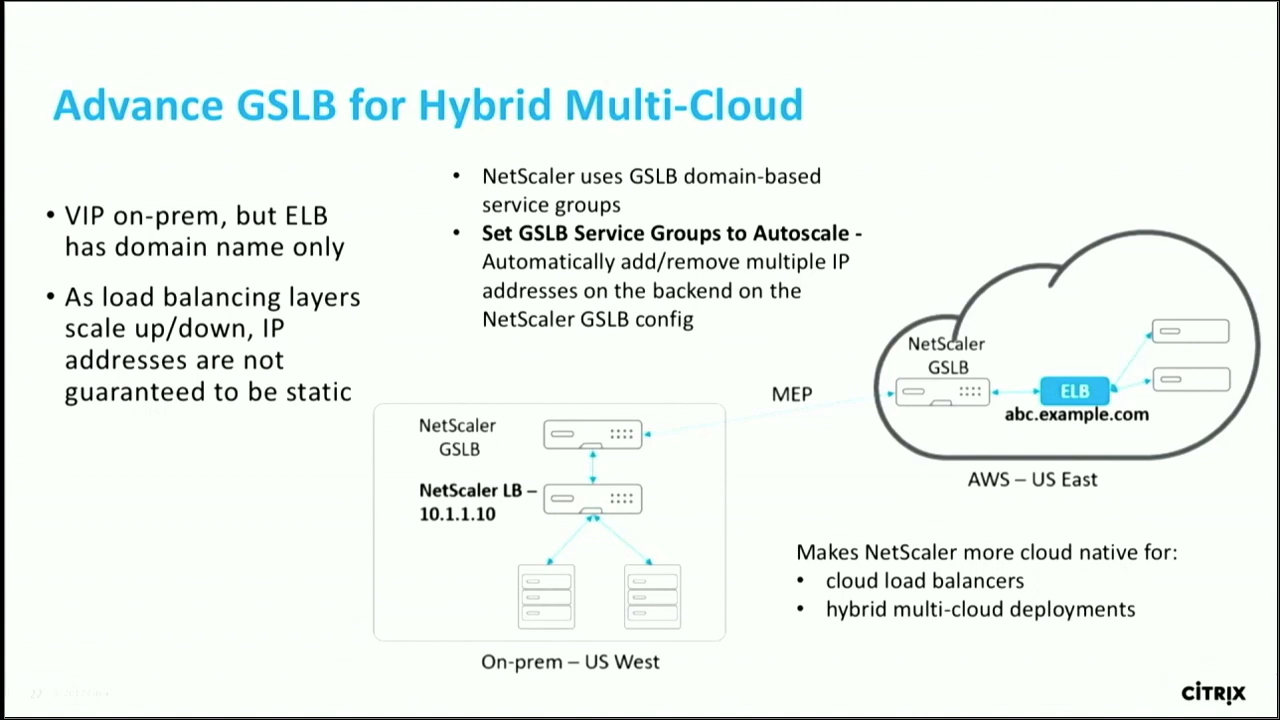 Advance GSLB for Hybrid Multi-Cloud
• VIP on-prem, but ELB
has domain name only
• As load balancing layers
scale up/down, IP
addresses are not
guaranteed to be static
• NetScaler uses GSLB domain-based
service groups
• Set GSLB Service Groups to Autoscale -
Automatically add/remove multiple IP
addresses on the backend on the
NetScaler GSLB config
NetScaler
GSLB
ELB
abc.example.com
AWS – US East
MEP
NetScaler
GSLB
NetScaler LB –
10.1.1.10
On-prem – US West
Makes NetScaler more cloud native for:
• cloud load balancers
• hybrid multi-cloud deployments
22
CITRIX